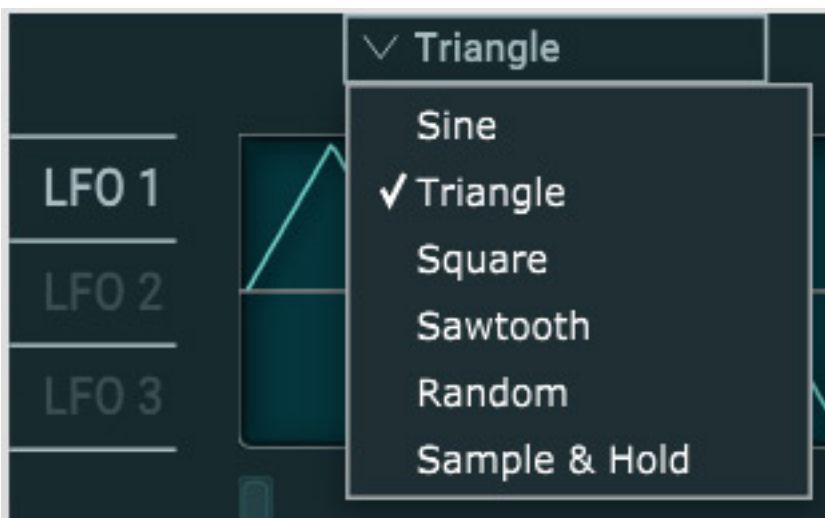 Triangle
Sine
Triangle
Square
Sawtooth
Random
Sample & Hold
LFO 1
LFO 2
LFO 3